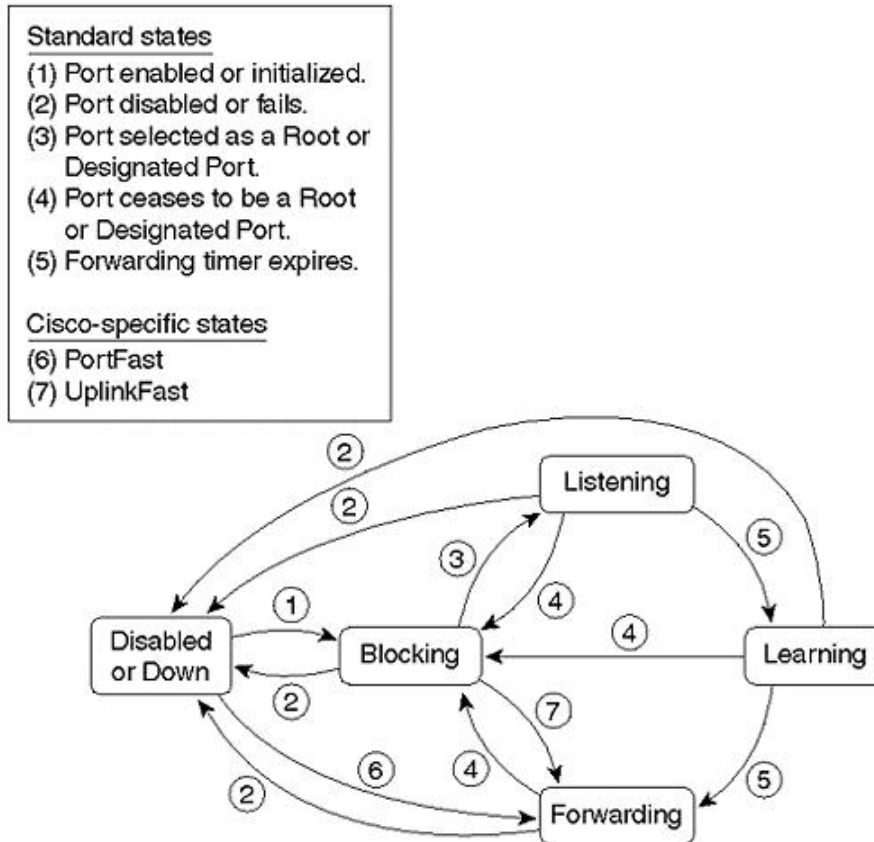 Standard states
(1) Port enabled or initialized.
(2) Port disabled or fails.
(3) Port selected as a Root or
Designated Port.
(4) Port ceases to be a Root
or Designated Port.
(5) Forwarding timer expires.
Cisco-specific states
(6) PortFast
(7) UplinkFast
2
Listening
2
3
5
4
1
Disabled
or Down
Blocking
4
Learning
2
7
6
4
2
5
Forwarding